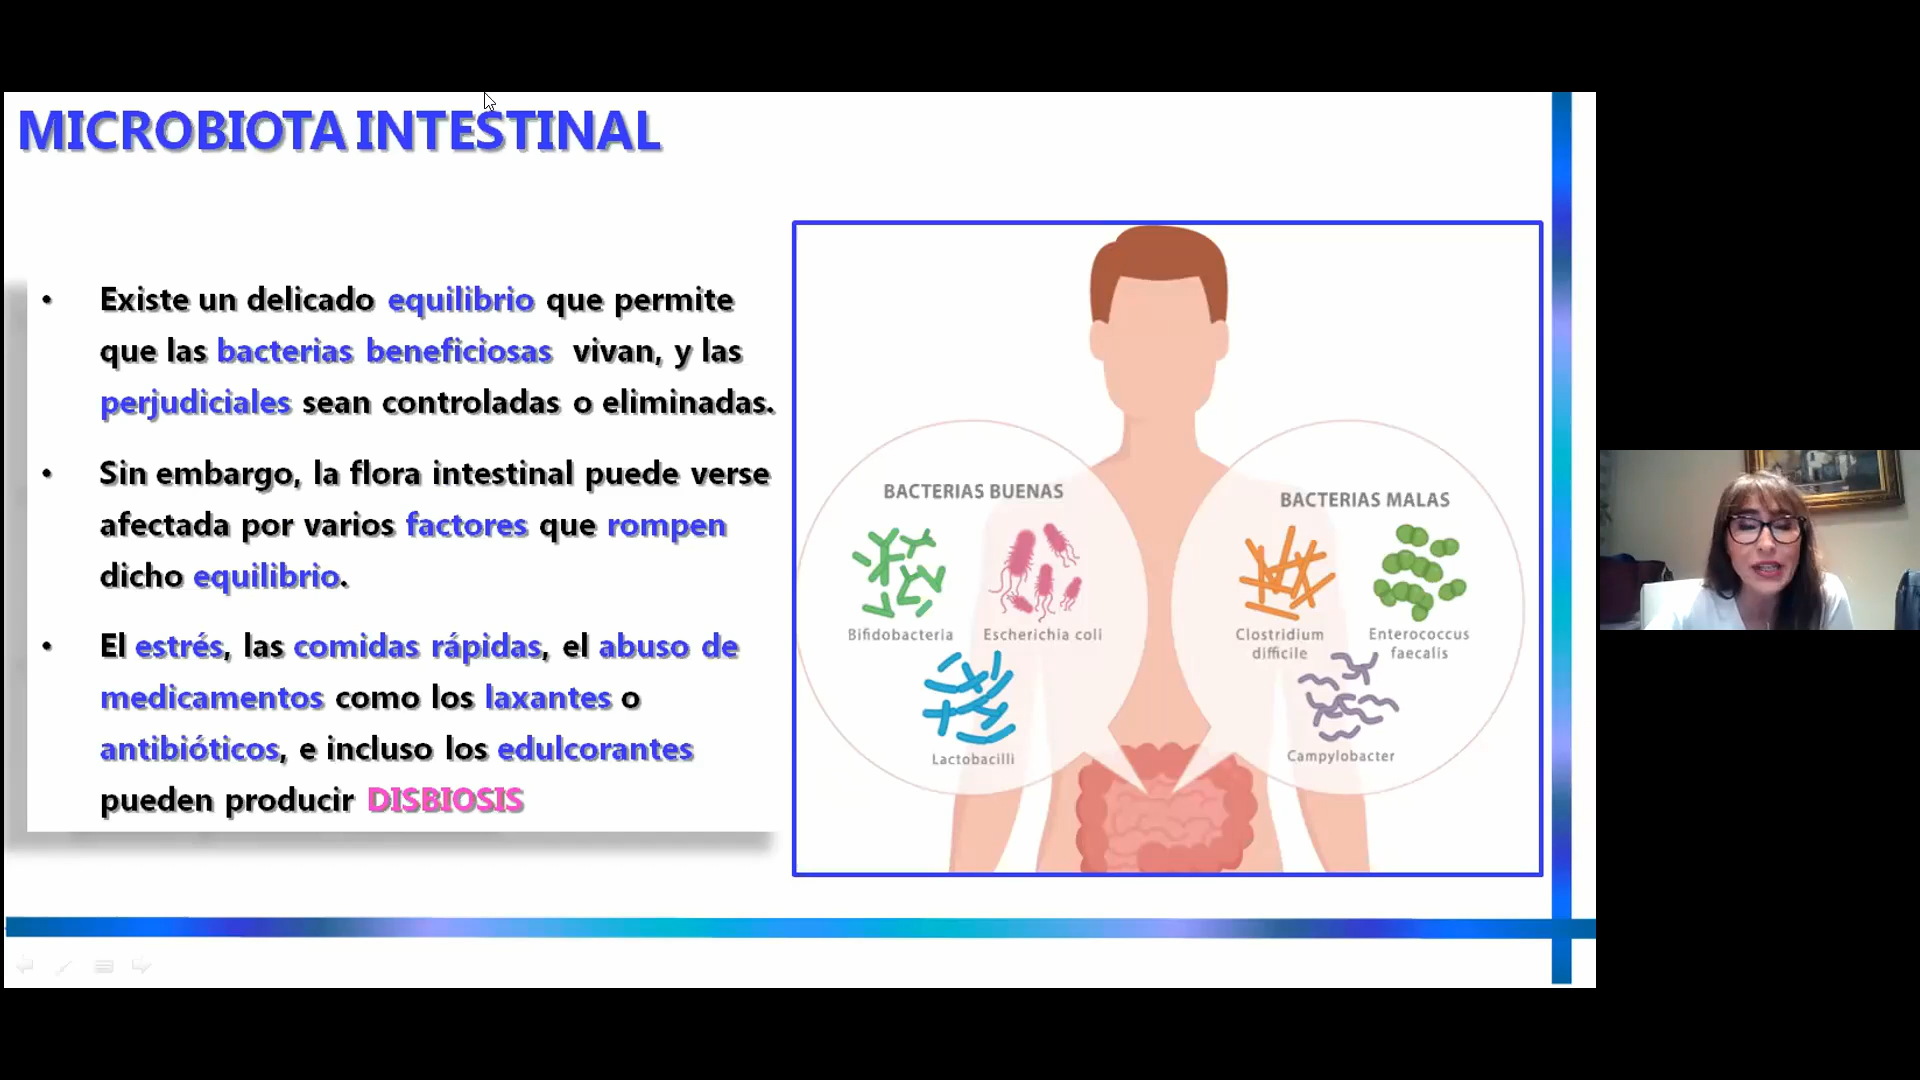 MICROBIOTA INTESTINAL
• Existe un delicado equilibrio que permite
que las bacterias beneficiosas vivan, y las
perjudiciales sean controladas o eliminadas.
• Sin embargo, la flora intestinal puede verse
afectada por varios factores que rompen
dicho equilibrio.
• El estrés, las comidas rápidas, el abuso de
medicamentos como los laxantes o
antibióticos, e incluso los edulcorantes
pueden producir DISBIOSIS
BACTERIAS BUENAS
Bifidobacteria
Escherichia coli
Lactobacilli
BACTERIAS MALAS
Clostridium
difficile
Enterococcus
faecalis
Campylobacter